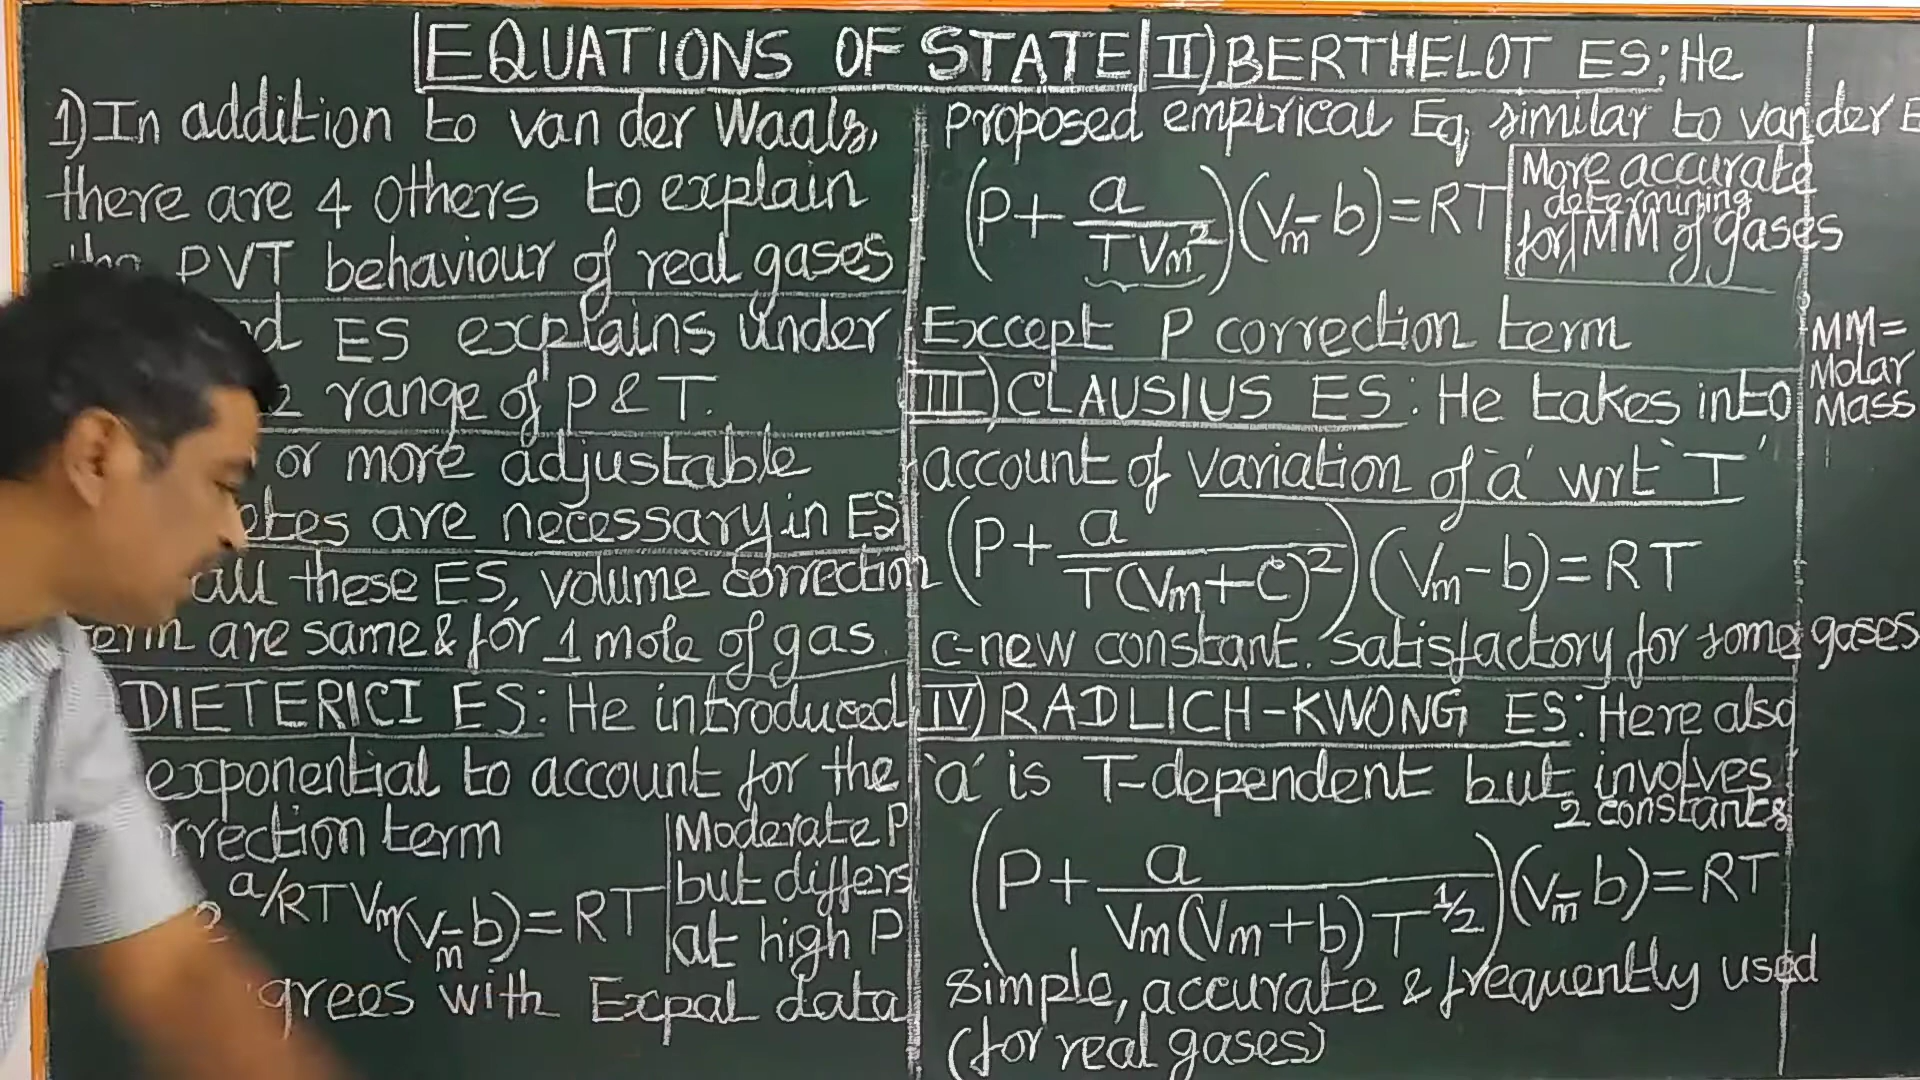 EQUATIONS OF STATE
1) In addition to van der Waals,
there are 4 others to explain
the PVT behaviour of real gases
ES explains under
range of P & T.
or more adjustable
are necessary in ES
all these ES, volume correction
term are same & for 1 mole of gas.
DIETERICI ES: He introduced
exponential to account for the
correction term
a/RTVm (Vm-b)=RT
Moderate P
but differs
at high P
agrees with Expal data
II) BERTHELOT ES: He
proposed empirical Eq, similar to vander
(P+ a/TVm²)(Vm-b)=RT
More accurate
determining
for MM of gases
Except P correction term
MM=
Molar
Mass
III) CLAUSIUS ES: He takes into
account of variation of 'a' wrt 'T'
(P+ a/T(Vm+C)²)(Vm-b)=RT
c-new constant. satisfactory for some gases
IV) RADLICH-KWONG ES: Here also
'a' is T-dependent but involves
2 constants
(P+ a/Vm(Vm+b)T^1/2)(Vm-b)=RT
simple, accurate & frequently used
(for real gases)